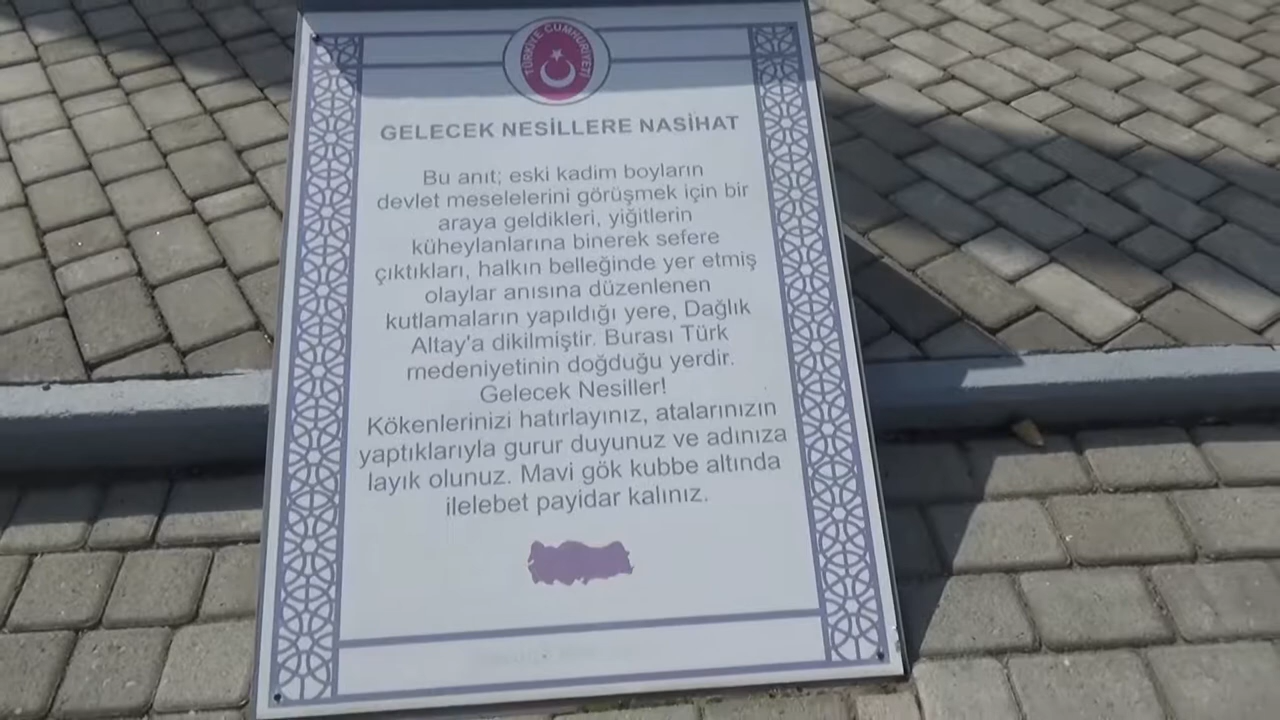 TÜRKİYE CUMHURİYETİ
GELECEK NESİLLERE NASİHAT
Bu anıt; eski kadim boyların
devlet meselelerini görüşmek için bir
araya geldikleri, yiğitlerin
küheylanlarına binerek sefere
çıktıkları, halkın belleğinde yer etmiş
olaylar anısına düzenlenen
kutlamaların yapıldığı yere, Dağlık
Altay'a dikilmiştir. Burası Türk
medeniyetinin doğduğu yerdir.
Gelecek Nesiller!
Kökenlerinizi hatırlayınız, atalarınızın
yaptıklarıyla gurur duyunuz ve adınıza
layık olunuz. Mavi gök kubbe altında
ilelebet payidar kalınız.